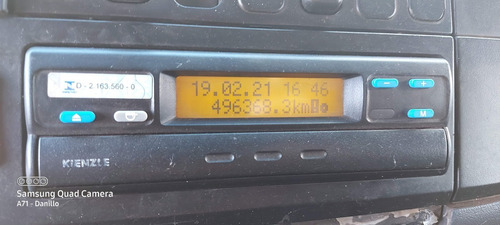 D - 2.163.560 - 0
19.02.21 16 46
496368.3km
- +
M
KIENZLE
Samsung Quad Camera
A71 - Danillo